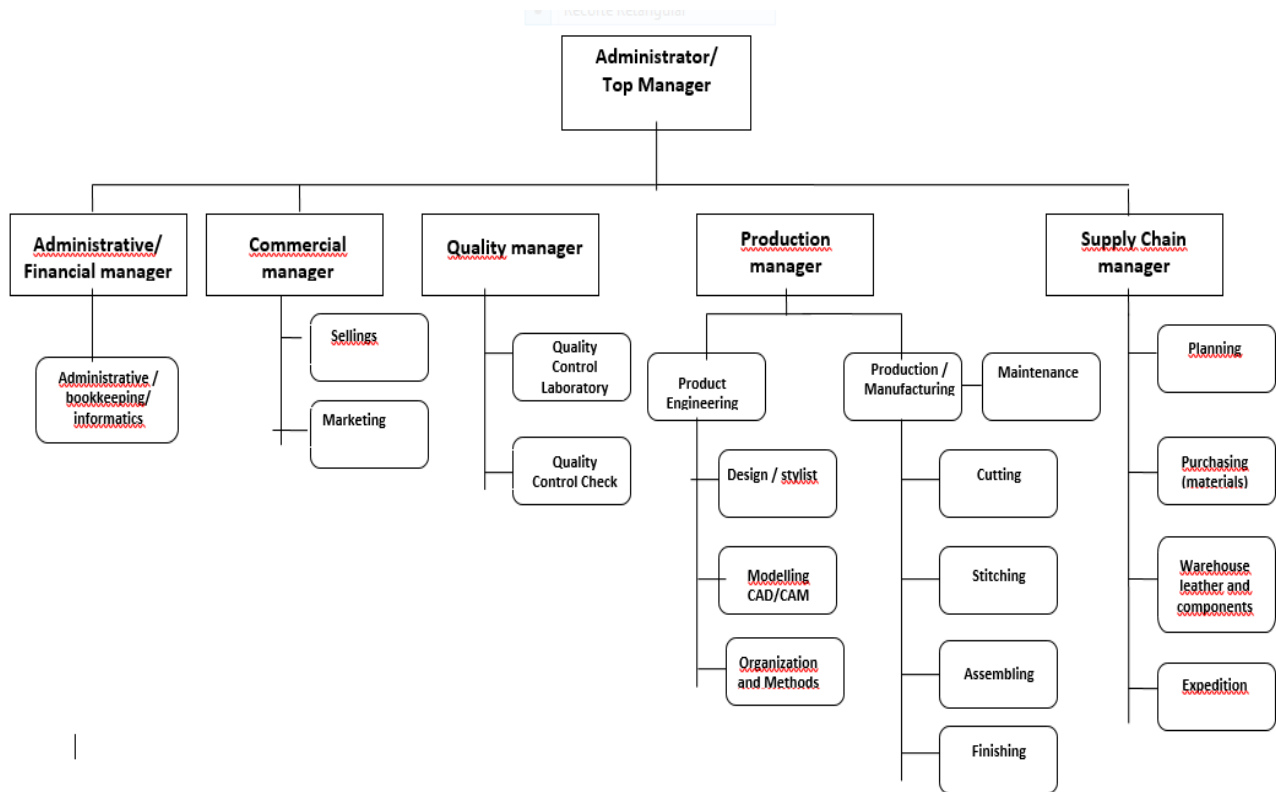 Recorte Retangular
Administrator/
Top Manager
Administrative/
Financial manager
Commercial
manager
Quality manager
Production
manager
Supply Chain
manager
Administrative /
bookkeeping/
informatics
Sellings
Marketing
Quality
Control
Laboratory
Quality
Control Check
Product
Engineering
Design / stylist
Modelling
CAD/CAM
Organization
and Methods
Production /
Manufacturing
Maintenance
Cutting
Stitching
Assembling
Finishing
Planning
Purchasing
(materials)
Warehouse
leather and
components
Expedition